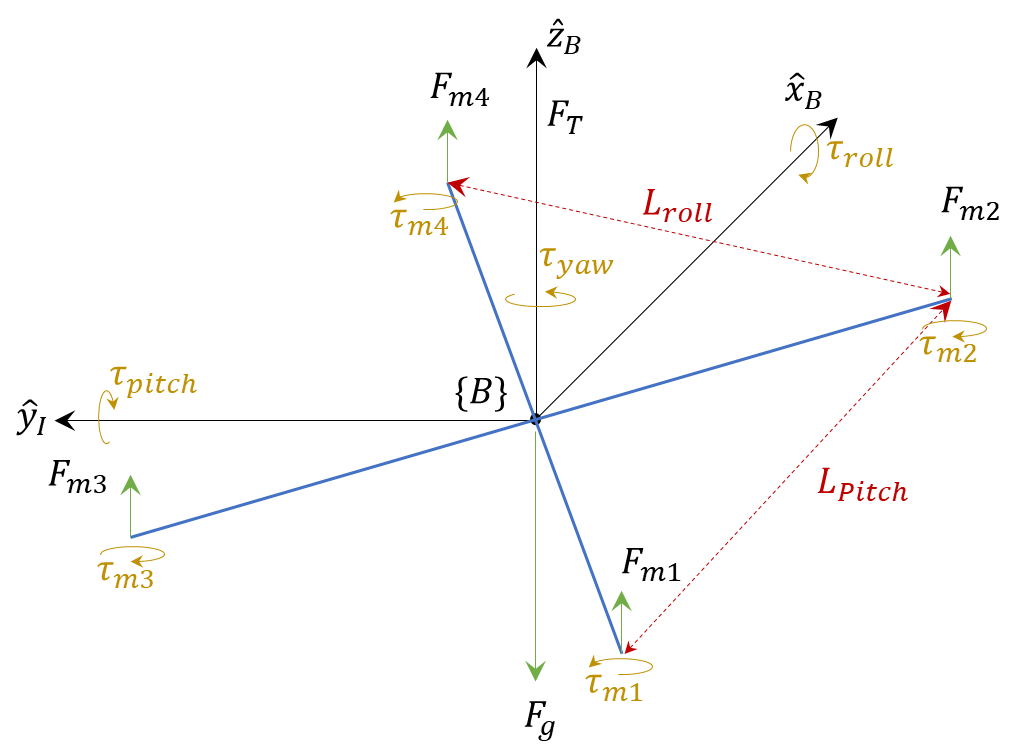 ẑ_B
F_m4
x̂_B
F_T
τ_roll
L_roll
F_m2
τ_m4
τ_yaw
τ_m2
τ_pitch
{B}
ŷ_I
F_m3
L_Pitch
F_m1
τ_m3
τ_m1
F_g